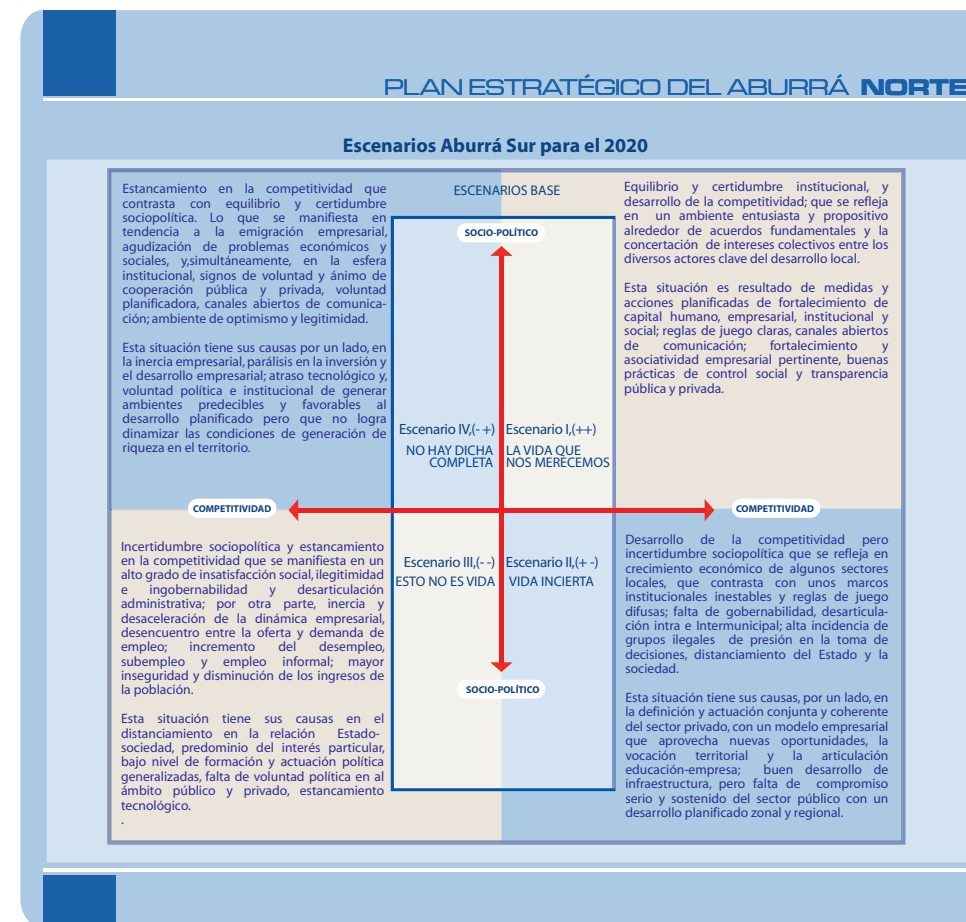 PLAN ESTRATÉGICO DEL ABURRÁ NORTE
Escenarios Aburrá Sur para el 2020
Estancamiento en la competitividad que
contrasta con equilibrio y certidumbre
sociopolítica. Lo que se manifiesta en
tendencia a la emigración empresarial,
agudización de problemas económicos y
sociales, y,simultáneamente, en la esfera
institucional, signos de voluntad y ánimo de
cooperación pública y privada, voluntad
planificadora, canales abiertos de comunica-
ción; ambiente de optimismo y legitimidad.
Esta situación tiene sus causas por un lado, en
la inercia empresarial, parálisis en la inversión y
el desarrollo empresarial; atraso tecnológico y,
voluntad política e institucional de generar
ambientes predecibles y favorables al
desarrollo planificado pero que no logra
dinamizar las condiciones de generación de
riqueza en el territorio.
ESCENARIOS BASE
SOCIO-POLÍTICO
Equilibrio y certidumbre institucional, y
desarrollo de la competitividad; que se refleja
en un ambiente entusiasta y propositivo
alrededor de acuerdos fundamentales y la
concertación de intereses colectivos entre los
diversos actores clave del desarrollo local.
Esta situación es resultado de medidas y
acciones planificadas de fortalecimiento de
capital humano, empresarial, institucional y
social; reglas de juego claras, canales abiertos
de comunicación; fortalecimiento y
asociatividad empresarial pertinente, buenas
prácticas de control social y transparencia
pública y privada.
Escenario IV,(- +)
NO HAY DICHA
COMPLETA
Escenario I,(++)
LA VIDA QUE
NOS MERECEMOS
COMPETITIVIDAD
COMPETITIVIDAD
Incertidumbre sociopolítica y estancamiento
en la competitividad que se manifiesta en un
alto grado de insatisfacción social, ilegitimidad
e ingobernabilidad y desarticulación
administrativa; por otra parte, inercia y
desaceleración de la dinámica empresarial,
desencuentro entre la oferta y demanda de
empleo; incremento del desempleo,
subempleo y empleo informal; mayor
inseguridad y disminución de los ingresos de
la población.
Esta situación tiene sus causas en el
distanciamiento en la relación Estado-
sociedad, predominio del interés particular,
bajo nivel de formación y actuación política
generalizadas, falta de voluntad política en al
ámbito público y privado, estancamiento
tecnológico.
.
Escenario III,(- -)
ESTO NO ES VIDA
Escenario II,(+ -)
VIDA INCIERTA
SOCIO-POLÍTICO
Desarrollo de la competitividad pero
incertidumbre sociopolítica que se refleja en
crecimiento económico de algunos sectores
locales, que contrasta con unos marcos
institucionales inestables y reglas de juego
difusas; falta de gobernabilidad, desarticula-
ción intra e Intermunicipal; alta incidencia de
grupos ilegales de presión en la toma de
decisiones, distanciamiento del Estado y la
sociedad.
Esta situación tiene sus causas, por un lado, en
la definición y actuación conjunta y coherente
del sector privado, con un modelo empresarial
que aprovecha nuevas oportunidades, la
vocación territorial y la articulación
educación-empresa; buen desarrollo de
infraestructura, pero falta de compromiso
serio y sostenido del sector público con un
desarrollo planificado zonal y regional.